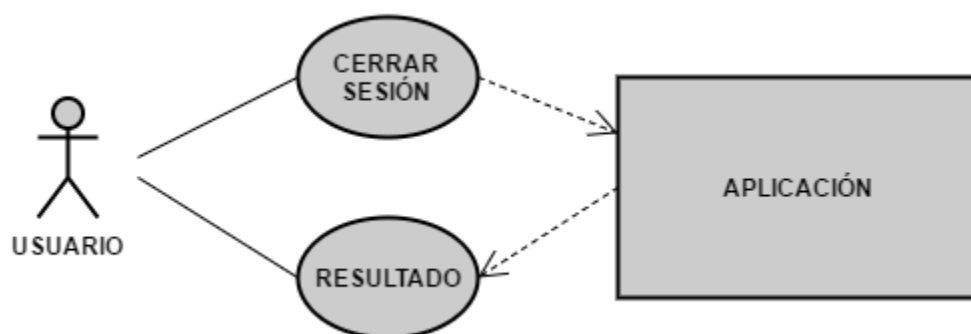 CERRAR
SESIÓN
USUARIO
APLICACIÓN
RESULTADO